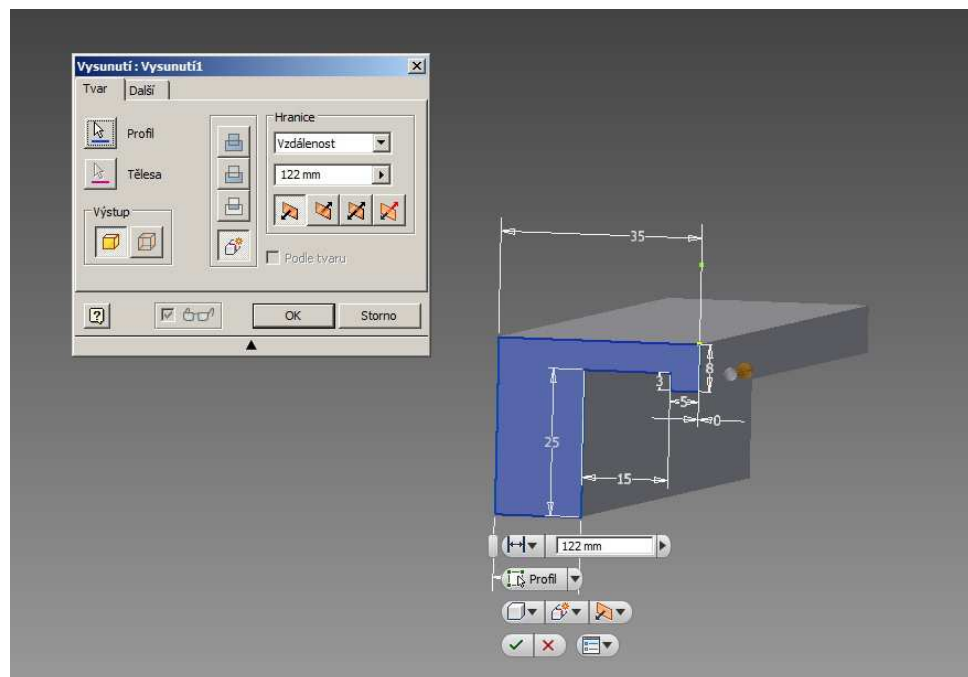 Vysunutí : Vysunutí1
Tvar
Další
Profil
Tělesa
Výstup
Hranice
Vzdálenost
122 mm
Podle tvaru
OK
Storno
35
8
3
5
0
25
15
122 mm
Profil